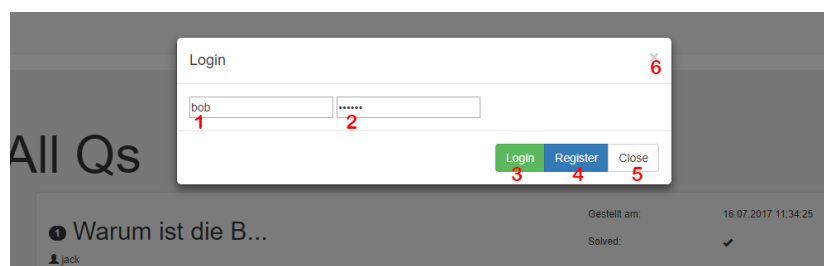 Login
×
6
bob
••••••
1
2
All Qs
Login
Register
Close
3
4
5
1 Warum ist die B...
Gestellt am:
16.07.2017 11:34:25
Solved:
✔
jack